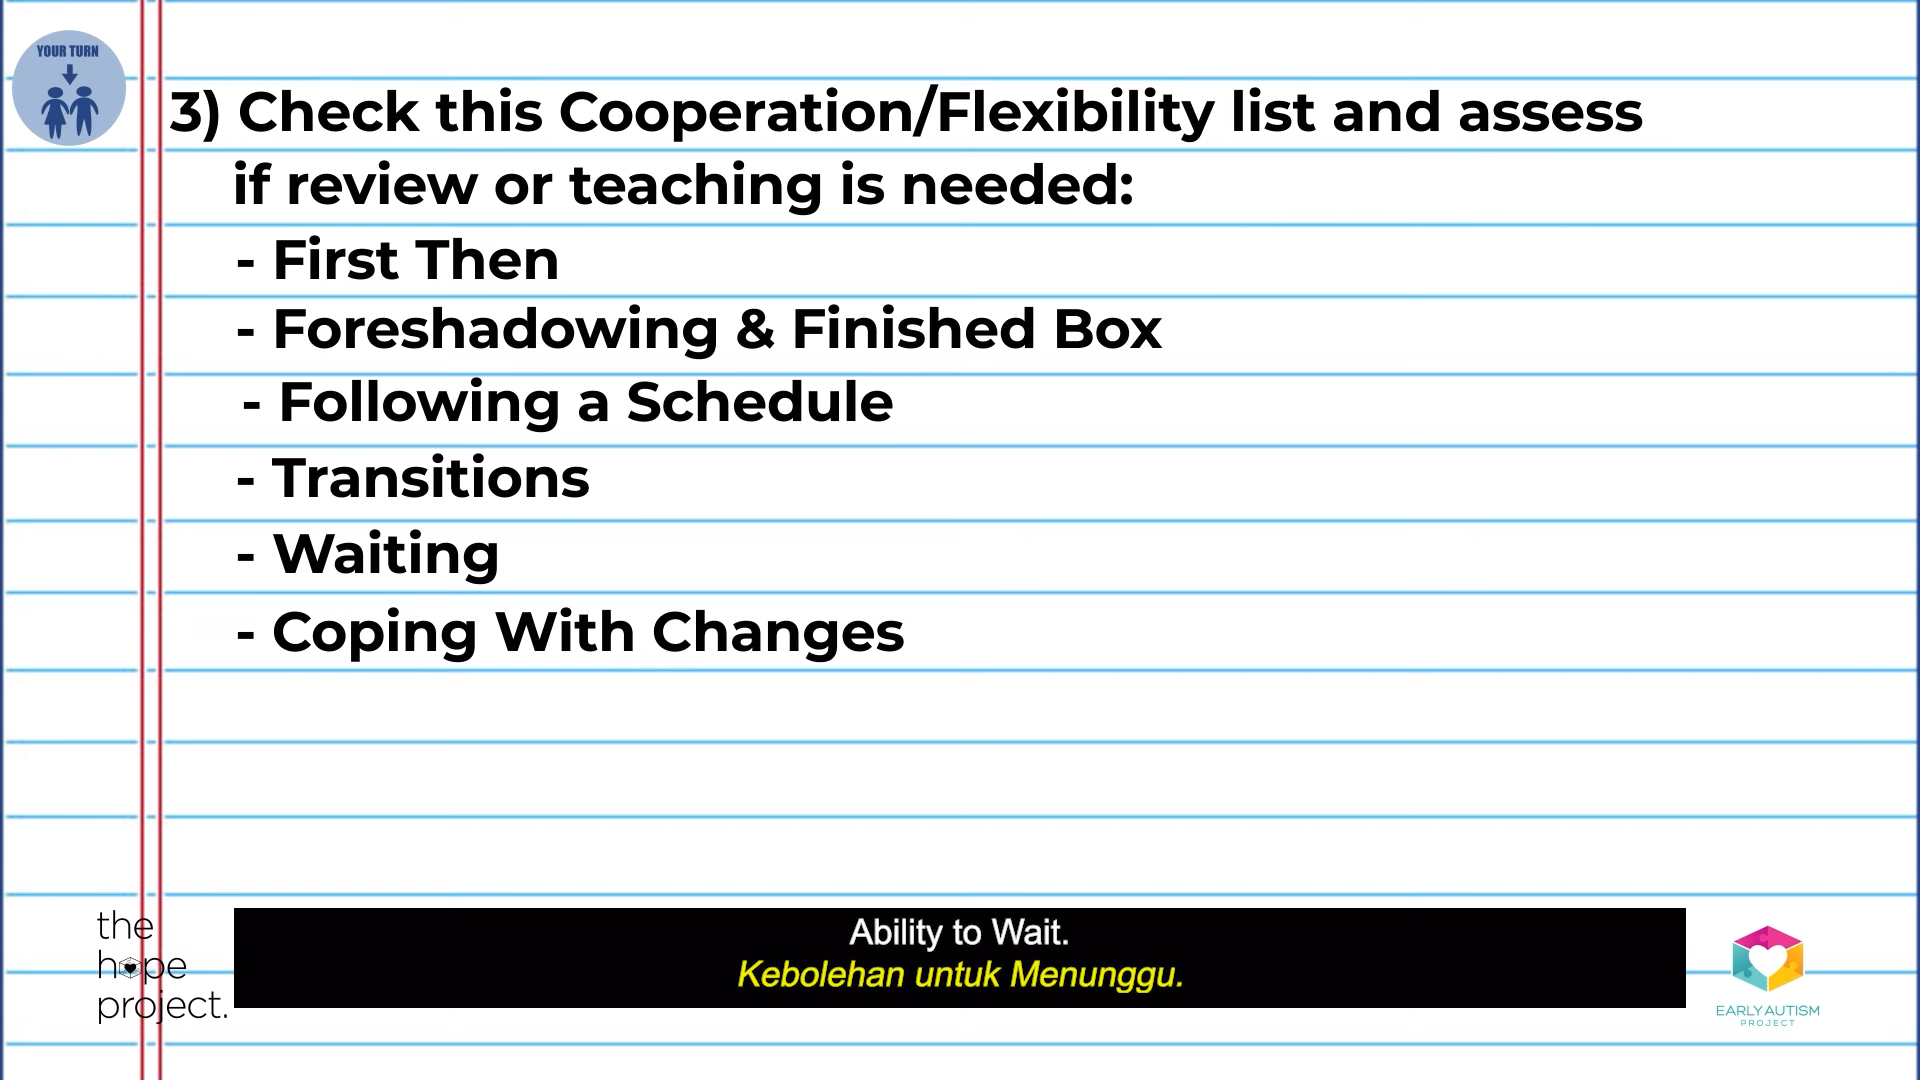 YOUR TURN
3) Check this Cooperation/Flexibility list and assess
if review or teaching is needed:
- First Then
- Foreshadowing & Finished Box
- Following a Schedule
- Transitions
- Waiting
- Coping With Changes
the
hope
project.
Ability to Wait.
Kebolehan untuk Menunggu.
EARLY AUTISM
PROJECT